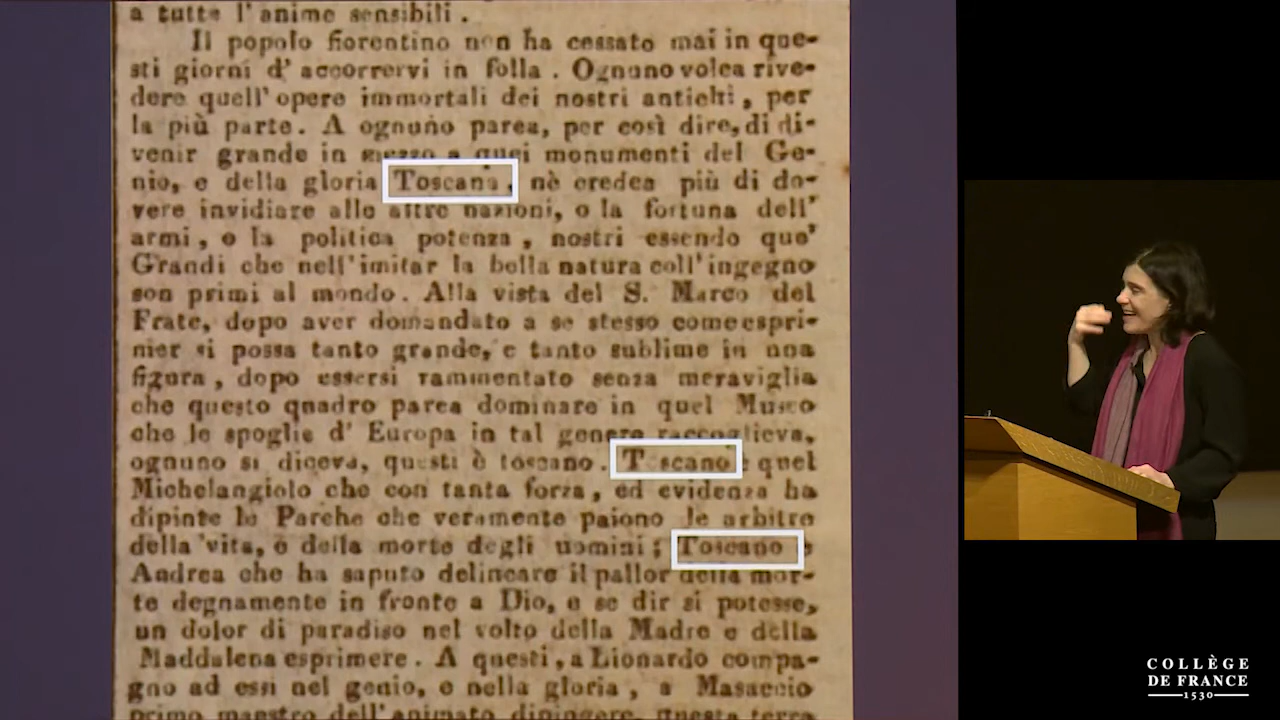 a tutte l'anime sensibili.
Il popolo fiorentino non ha cessato mai in que-
sti giorni d'accorrervi in folla. Ognuno volea rive-
dere quell'opere immortali dei nostri antichi, per
la più parte. A ognuno parea, per così dire, di di-
venir grande in mezzo a quei monumenti del Ge-
nio, e della gloria Toscana, nè credea più di do-
vere invidiare alle altre nazioni, o la fortuna dell'
armi, o la politica potenza, nostri essendo que'
Grandi che nell'imitar la bella natura coll'ingegno
son primi al mondo. Alla vista del S. Marco del
Frate, dopo aver domandato a se stesso come espri-
mer si possa tanto grande, e tanto sublime in una
figura, dopo essersi rammentato senza meraviglia
che questo quadro parea dominare in quel Museo
che le spoglie d'Europa in tal genere raccoglieva,
ognuno si diceva, questi è toscano. Toscano è quel
Michelangiolo che con tanta forza, ed evidenza ha
dipinte le Parche che veramente paiono le arbitre
della vita, e della morte degli uomini; Toscano è
Andrea che ha saputo delineare il pallor della mor-
te degnamente in fronte a Dio, e se dir si potesse,
un dolor di paradiso nel volto della Madre e della
Maddalena esprimere. A questi, a Lionardo compa-
gno ad essi nel genio, e nella gloria, a Masaccio
primo maestro dell'animato dipingere, questa terra
COLLÈGE
DE FRANCE
1530